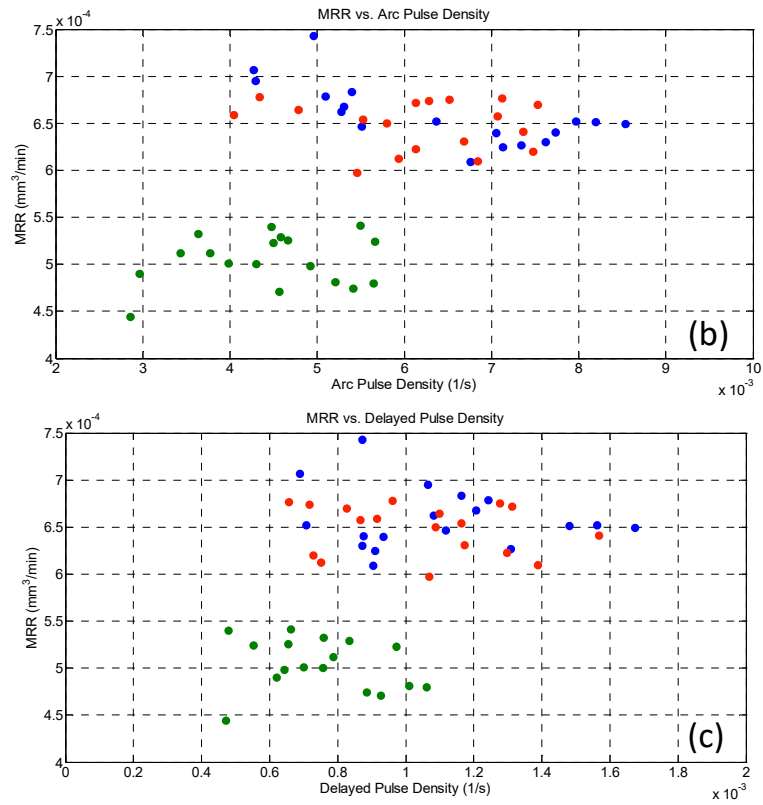 MRR vs. Arc Pulse Density
x 10⁻⁴
7.5
7
6.5
6
5.5
5
4.5
4
MRR (mm³/min)
(b)
2 3 4 5 6 7 8 9 10
Arc Pulse Density (1/s)
x 10⁻³
MRR vs. Delayed Pulse Density
x 10⁻⁴
7.5
7
6.5
6
5.5
5
4.5
4
MRR (mm³/min)
(c)
0 0.2 0.4 0.6 0.8 1 1.2 1.4 1.6 1.8 2
Delayed Pulse Density (1/s)
x 10⁻³